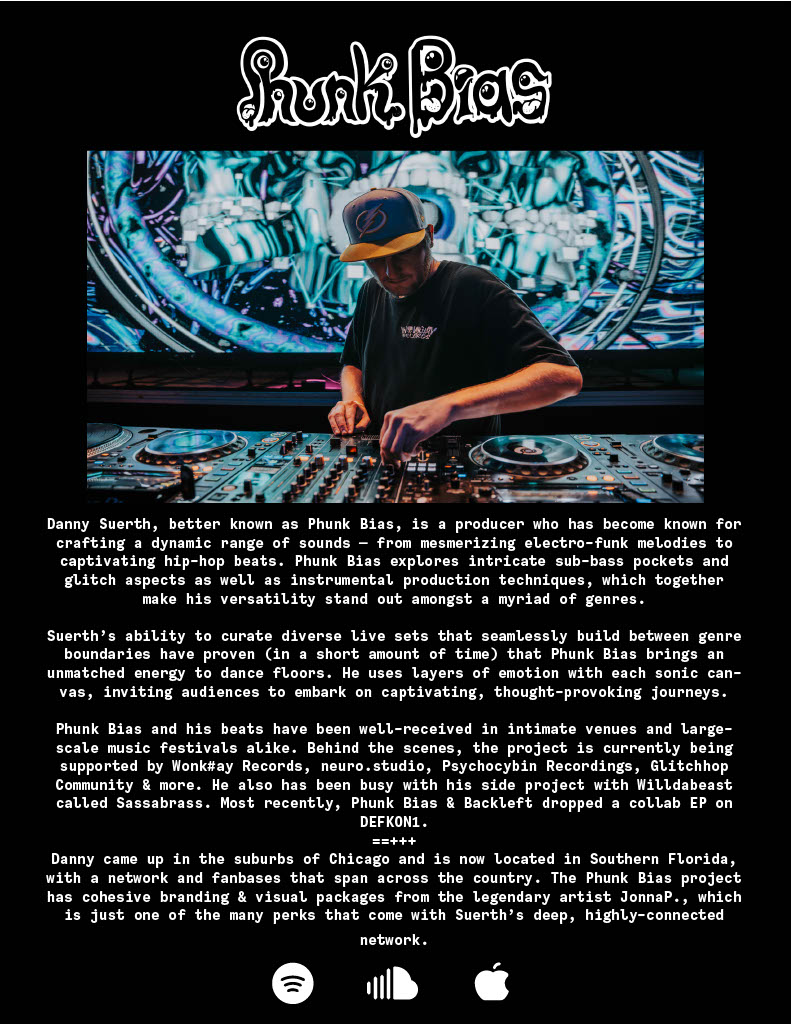 Phunk Bias
Danny Suerth, better known as Phunk Bias, is a producer who has become known for
crafting a dynamic range of sounds — from mesmerizing electro-funk melodies to
captivating hip-hop beats. Phunk Bias explores intricate sub-bass pockets and
glitch aspects as well as instrumental production techniques, which together
make his versatility stand out amongst a myriad of genres.
Suerth's ability to curate diverse live sets that seamlessly build between genre
boundaries have proven (in a short amount of time) that Phunk Bias brings an
unmatched energy to dance floors. He uses layers of emotion with each sonic can-
vas, inviting audiences to embark on captivating, thought-provoking journeys.
Phunk Bias and his beats have been well-received in intimate venues and large-
scale music festivals alike. Behind the scenes, the project is currently being
supported by Wonk#ay Records, neuro.studio, Psychocybin Recordings, Glitchhop
Community & more. He also has been busy with his side project with Willdabeast
called Sassabrass. Most recently, Phunk Bias & Backleft dropped a collab EP on
DEFKON1.
==+++
Danny came up in the suburbs of Chicago and is now located in Southern Florida,
with a network and fanbases that span across the country. The Phunk Bias project
has cohesive branding & visual packages from the legendary artist JonnaP., which
is just one of the many perks that come with Suerth's deep, highly-connected
network.